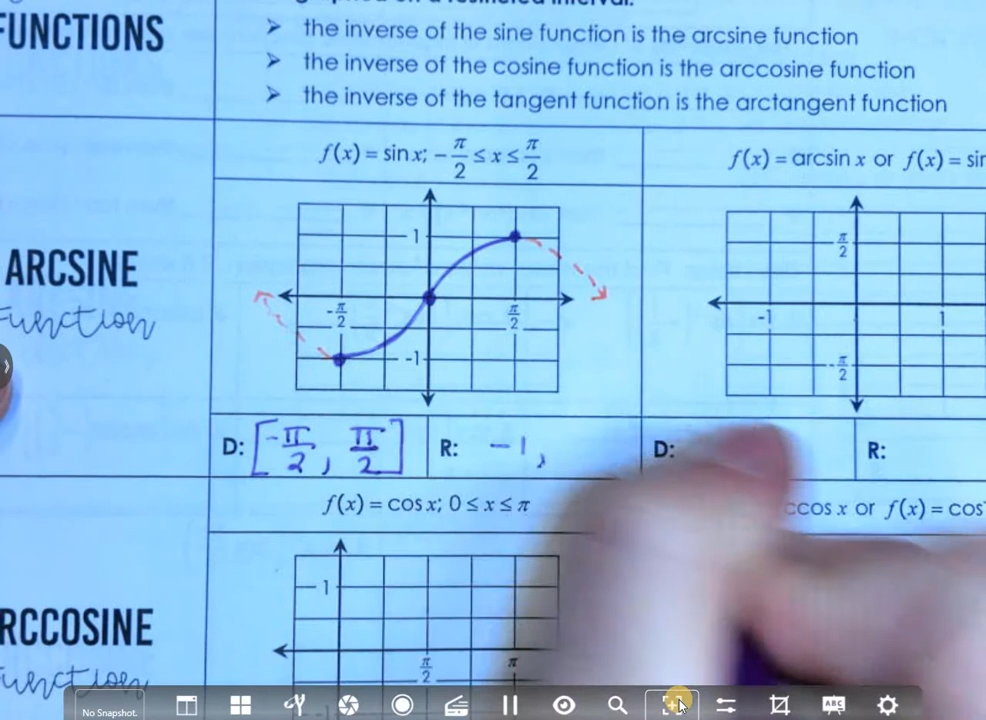 FUNCTIONS
the inverse of the sine function is the arcsine function
the inverse of the cosine function is the arccosine function
the inverse of the tangent function is the arctangent function
f(x) = sin x; -π/2 ≤ x ≤ π/2
f(x) = arcsin x or f(x) =
1
-π/2
π/2
-1
π/2
-1
1
-π/2
ARCSINE
Function
D: [-π/2, π/2]
R: -1,
D:
R:
f(x) = cos x; 0 ≤ x ≤ π
x or f(x) =
1
π/2
π
-1
RCCOSINE
No Snapshot.
ABC